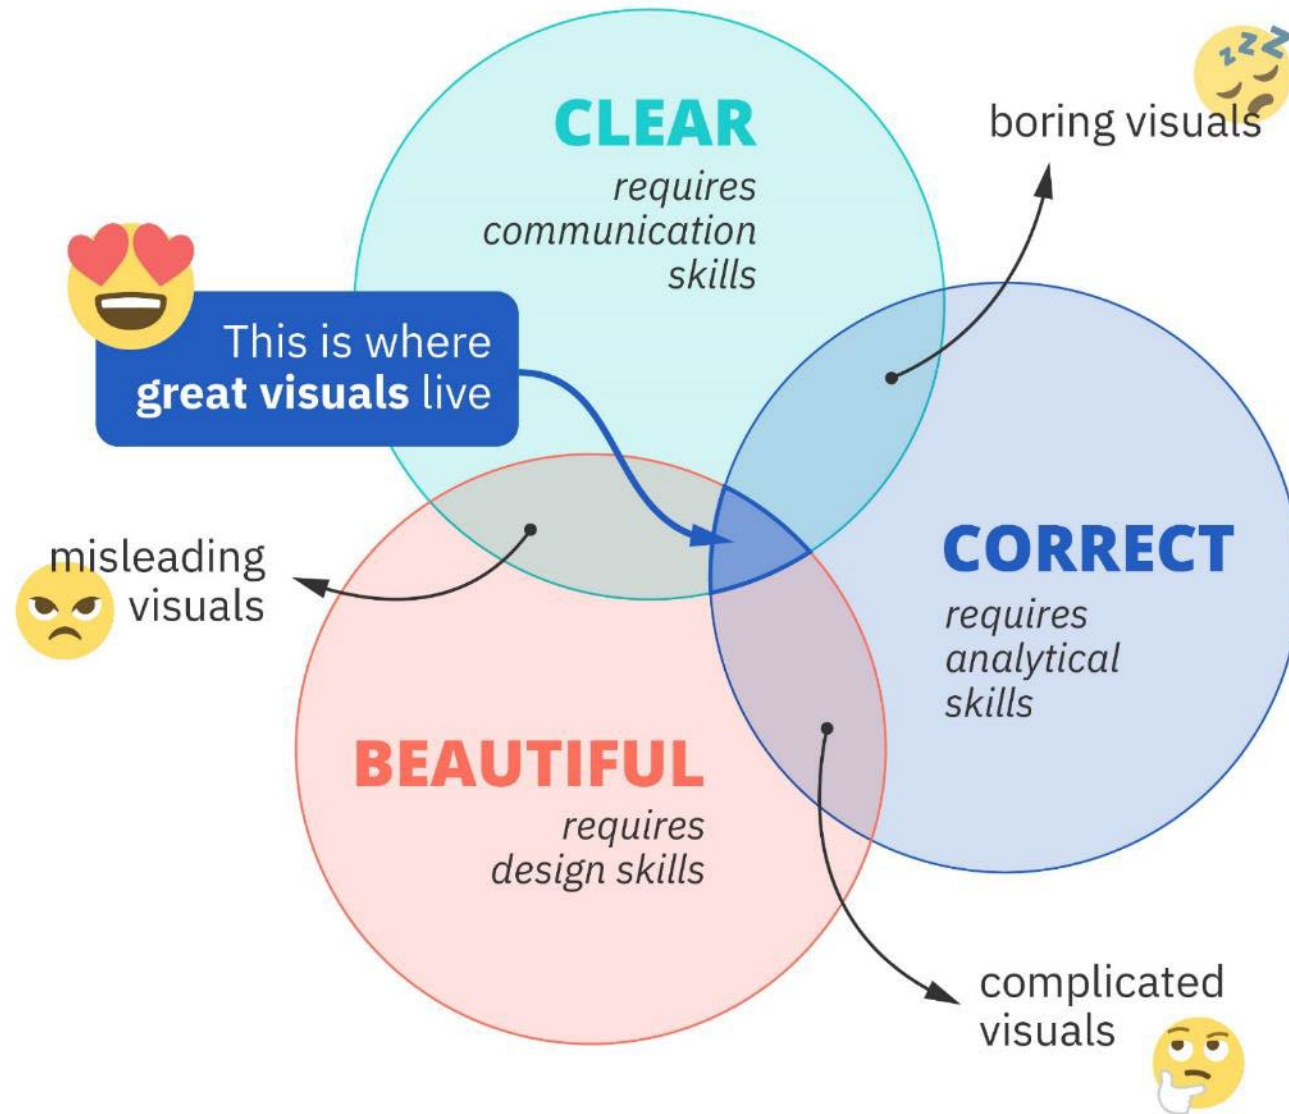 CLEAR
requires
communication
skills
zzZ
boring visuals
This is where
great visuals live
misleading
visuals
CORRECT
requires
analytical
skills
BEAUTIFUL
requires
design skills
complicated
visuals